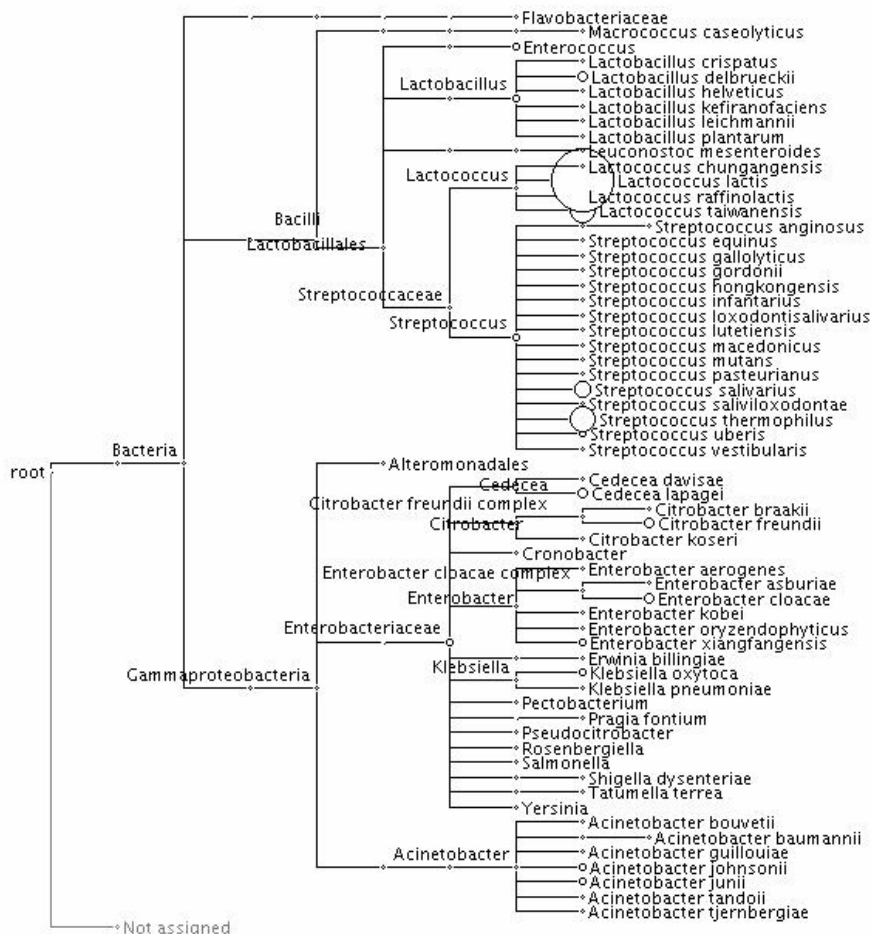 Flavobacteriaceae
Macrococcus caseolyticus
Enterococcus
Lactobacillus crispatus
Lactobacillus
Lactobacillus delbrueckii
Lactobacillus helveticus
Lactobacillus kefiranofaciens
Lactobacillus leichmannii
Lactobacillus plantarum
Leuconostoc mesenteroides
Lactococcus chungangensis
Lactococcus
Lactococcus lactis
Lactococcus raffinolactis
Lactococcus taiwanensis
Bacilli
Streptococcus anginosus
Lactobacillales
Streptococcus equinus
Streptococcus gallolyticus
Streptococcus gordonii
Streptococcus hongkongensis
Streptococcaceae
Streptococcus infantarius
Streptococcus loxodontisalivarius
Streptococcus
Streptococcus lutetiensis
Streptococcus macedonicus
Streptococcus mutans
Streptococcus pasteurianus
Streptococcus salivarius
Streptococcus saliviloxodontae
Streptococcus thermophilus
Streptococcus uberis
Bacteria
Streptococcus vestibularis
root
Alteromonadales
Cedecea davisae
Cedecea
Cedecea lapagei
Citrobacter freundii complex
Citrobacter braakii
Citrobacter
Citrobacter freundii
Citrobacter koseri
Cronobacter
Enterobacter aerogenes
Enterobacter cloacae complex
Enterobacter asburiae
Enterobacter
Enterobacter cloacae
Enterobacter kobei
Enterobacteriaceae
Enterobacter oryzendophyticus
Enterobacter xiangfangensis
Erwinia billingiae
Klebsiella
Klebsiella oxytoca
Gammaproteobacteria
Klebsiella pneumoniae
Pectobacterium
Pragia fontium
Pseudocitrobacter
Rosenbergiella
Salmonella
Shigella dysenteriae
Tatumella terrea
Yersinia
Acinetobacter bouvetii
Acinetobacter baumannii
Acinetobacter
Acinetobacter guillouiae
Acinetobacter johnsonii
Acinetobacter junii
Acinetobacter tandoii
Acinetobacter tjernbergiae
Not assigned